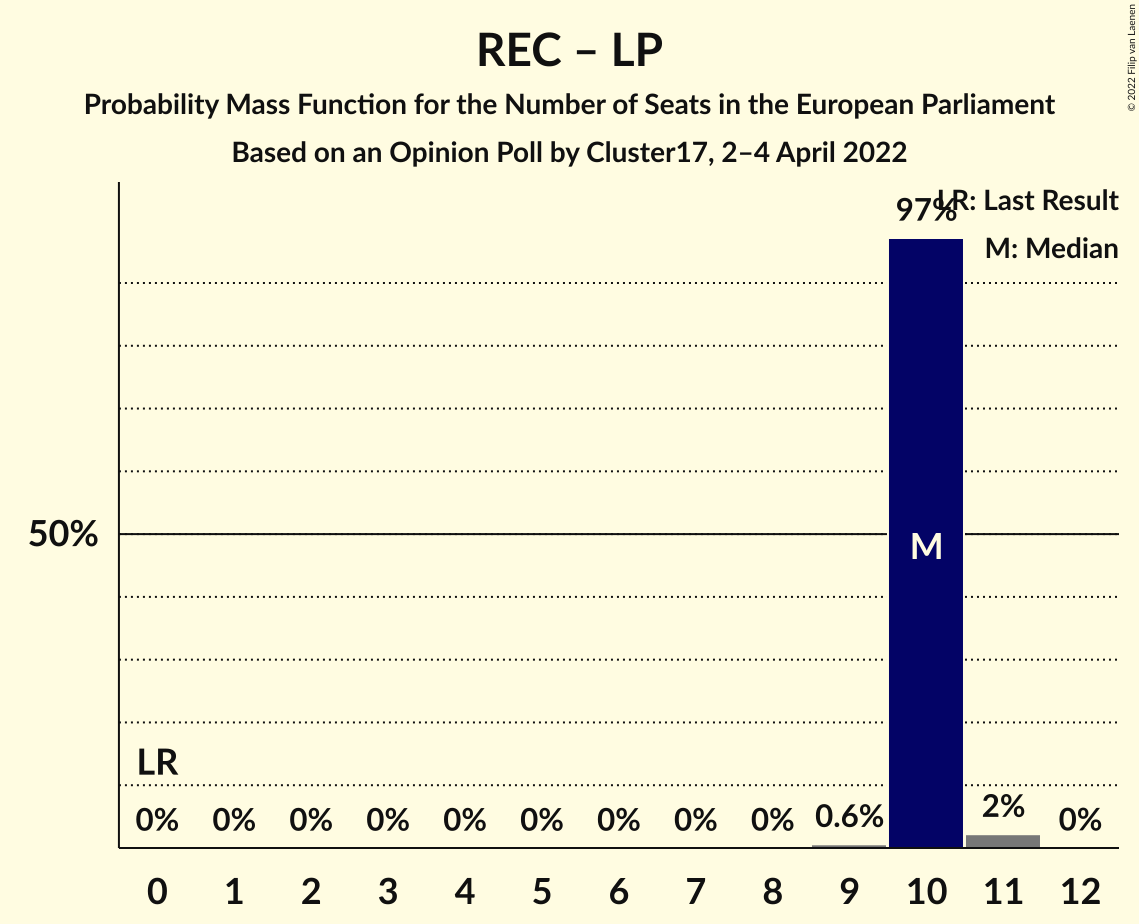 REC – LP
Probability Mass Function for the Number of Seats in the European Parliament
Based on an Opinion Poll by Cluster17, 2–4 April 2022
© 2022 Filip van Laenen
LR: Last Result
M: Median
97%
50%
M
LR
0% 0% 0% 0% 0% 0% 0% 0% 0% 0.6% 2% 0%
0 1 2 3 4 5 6 7 8 9 10 11 12